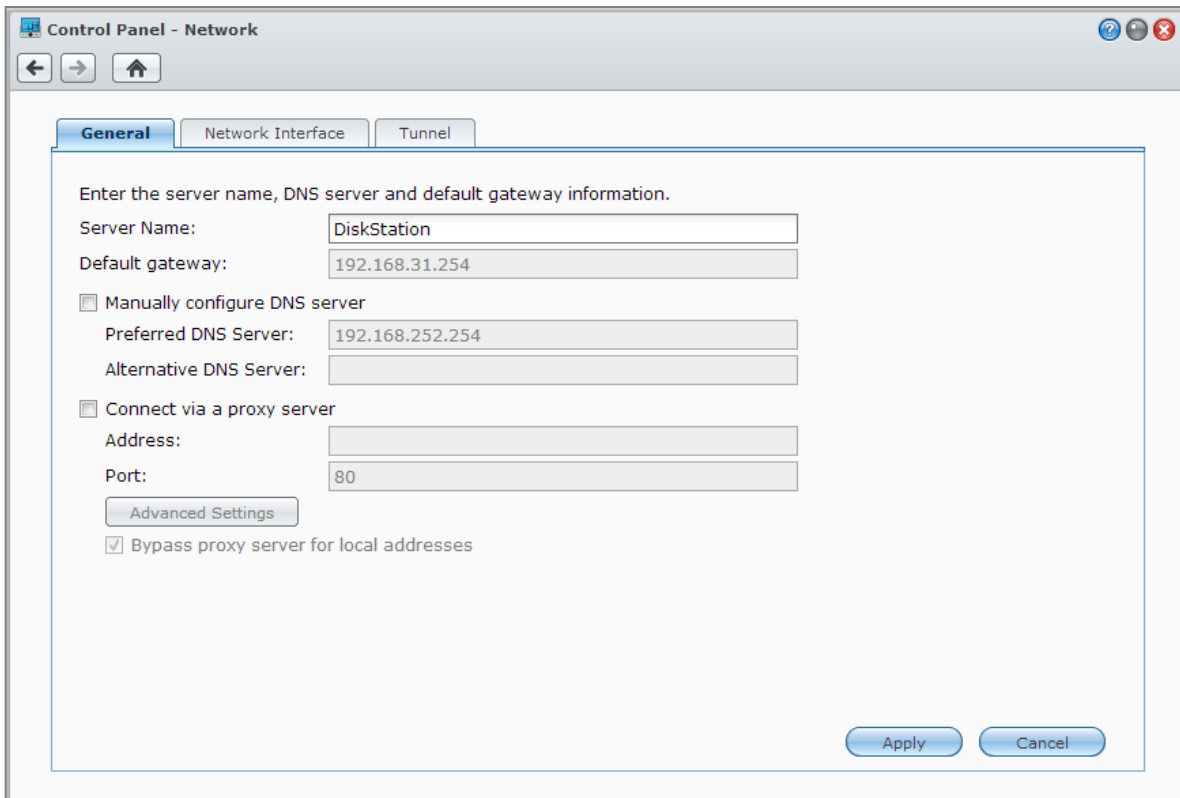 Control Panel - Network
General
Network Interface
Tunnel
Enter the server name, DNS server and default gateway information.
Server Name: DiskStation
Default gateway: 192.168.31.254
Manually configure DNS server
Preferred DNS Server: 192.168.252.254
Alternative DNS Server:
Connect via a proxy server
Address:
Port: 80
Advanced Settings
Bypass proxy server for local addresses
Apply
Cancel